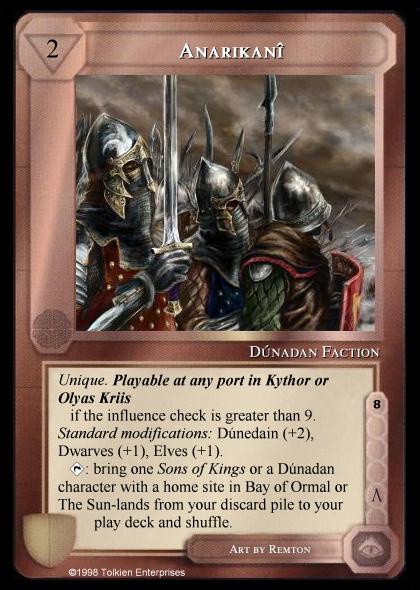 2
ANARIKANÎ
DÚNADAN FACTION
Unique. Playable at any port in Kythor or
Olyas Kriis
if the influence check is greater than 9.
Standard modifications: Dúnedain (+2),
Dwarves (+1), Elves (+1).
: bring one Sons of Kings or a Dúnadan
character with a home site in Bay of Ormal or
The Sun-lands from your discard pile to your
play deck and shuffle.
8
ART BY REMTON
©1998 Tolkien Enterprises